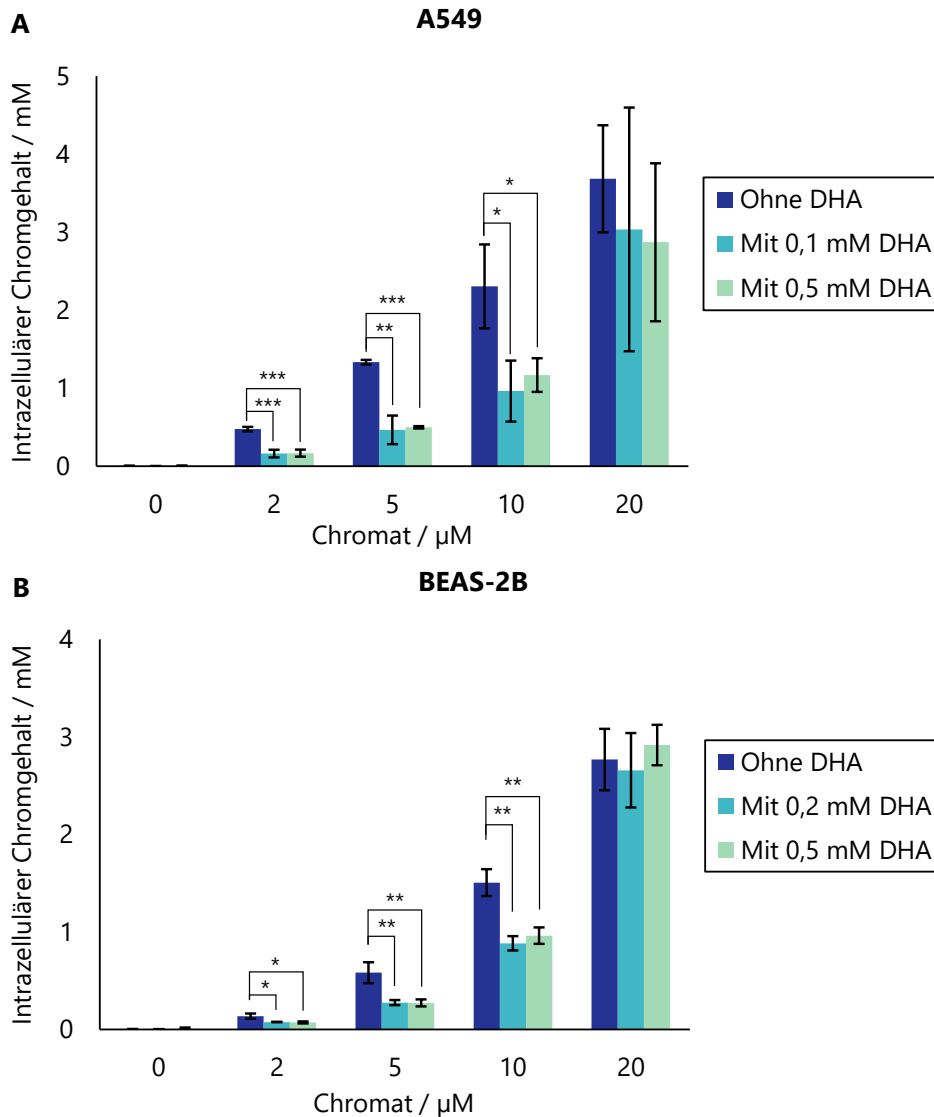 A
A549
Intrazellulärer Chromgehalt / mM
5
4
3
2
1
0
***
***
***
**
*
*
0 2 5 10 20
Chromat / µM
Ohne DHA
Mit 0,1 mM DHA
Mit 0,5 mM DHA
B
BEAS-2B
Intrazellulärer Chromgehalt / mM
4
3
2
1
0
*
*
**
**
**
**
0 2 5 10 20
Chromat / µM
Ohne DHA
Mit 0,2 mM DHA
Mit 0,5 mM DHA